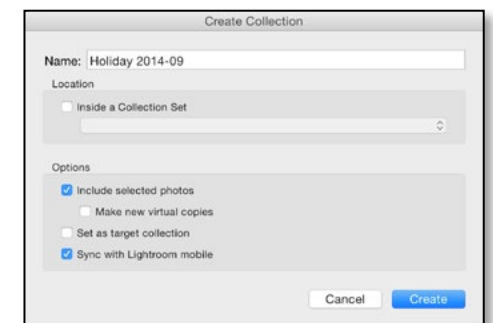 Create Collection
Name: Holiday 2014-09
Location
Inside a Collection Set
Options
Include selected photos
Make new virtual copies
Set as target collection
Sync with Lightroom mobile
Cancel Create